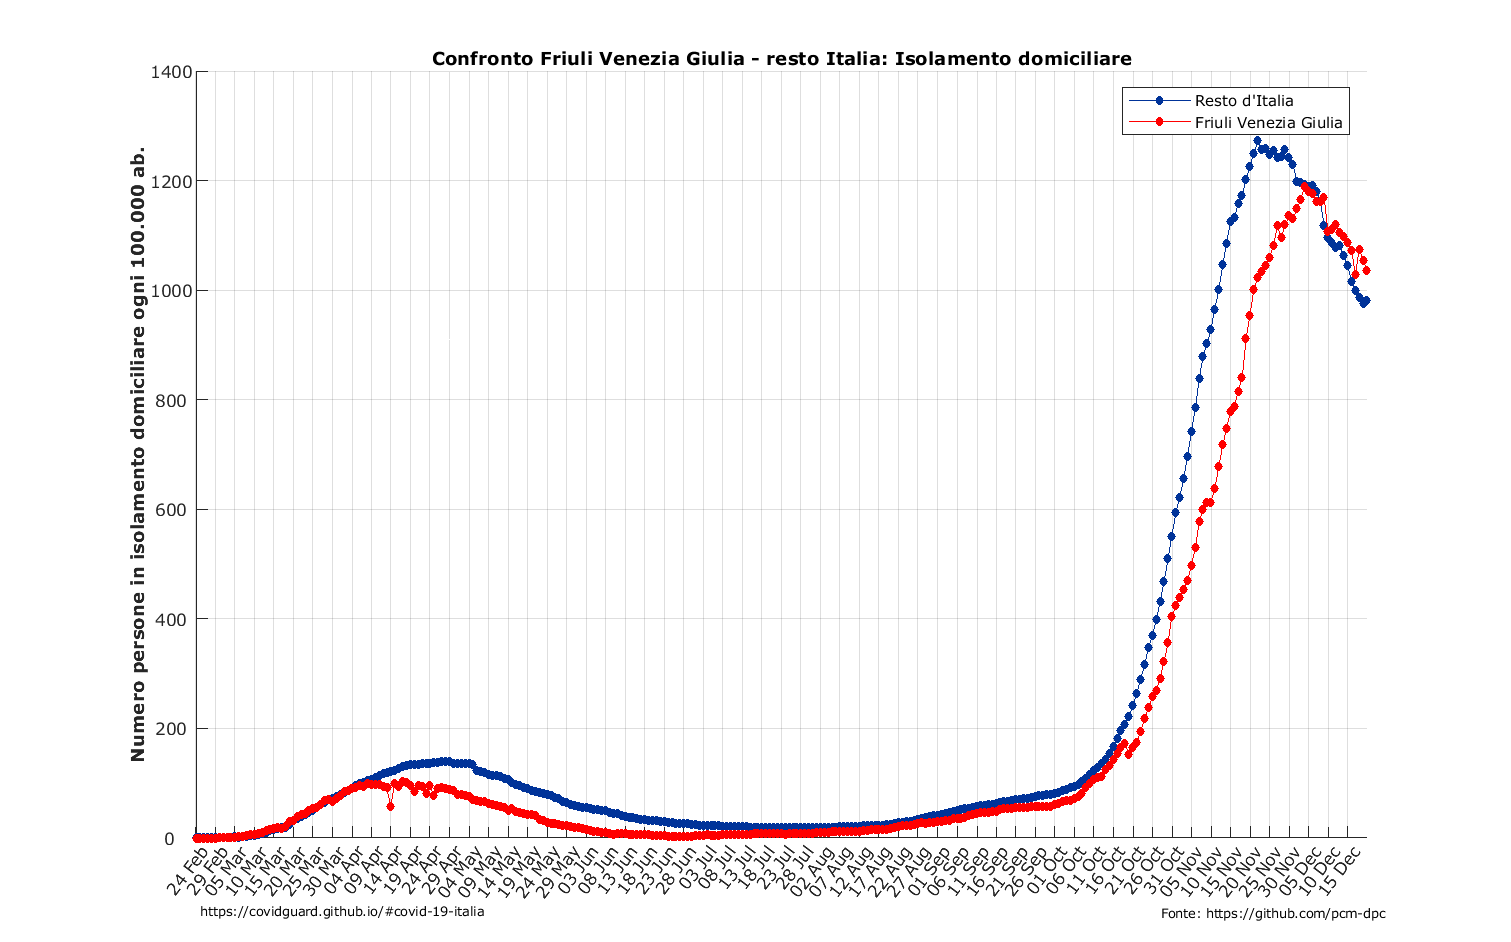 Confronto Friuli Venezia Giulia - resto Italia: Isolamento domiciliare
Resto d'Italia
Friuli Venezia Giulia
Numero persone in isolamento domiciliare ogni 100.000 ab.
1400
1200
1000
800
600
400
200
0
24 Feb
29 Feb
05 Mar
10 Mar
15 Mar
20 Mar
25 Mar
30 Mar
04 Apr
09 Apr
14 Apr
19 Apr
24 Apr
29 Apr
04 May
09 May
14 May
19 May
24 May
29 May
03 Jun
08 Jun
13 Jun
18 Jun
23 Jun
28 Jun
03 Jul
08 Jul
13 Jul
18 Jul
23 Jul
28 Jul
02 Aug
07 Aug
12 Aug
17 Aug
22 Aug
27 Aug
01 Sep
06 Sep
11 Sep
16 Sep
21 Sep
26 Sep
01 Oct
06 Oct
11 Oct
16 Oct
21 Oct
26 Oct
31 Oct
05 Nov
10 Nov
15 Nov
20 Nov
25 Nov
30 Nov
05 Dec
10 Dec
15 Dec
https://covidguard.github.io/#covid-19-italia
Fonte: https://github.com/pcm-dpc